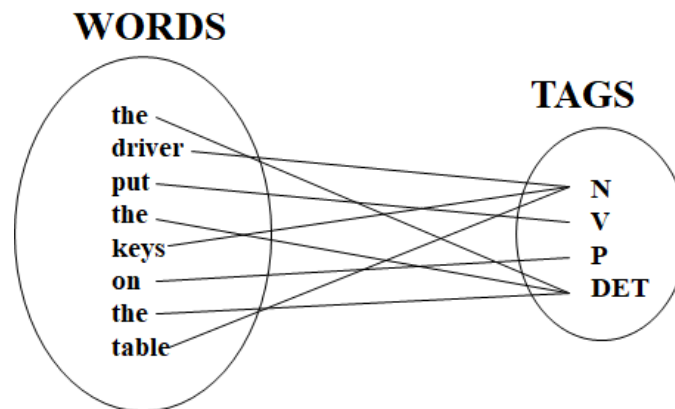 WORDS
the
driver
put
the
keys
on
the
table
TAGS
N
V
P
DET